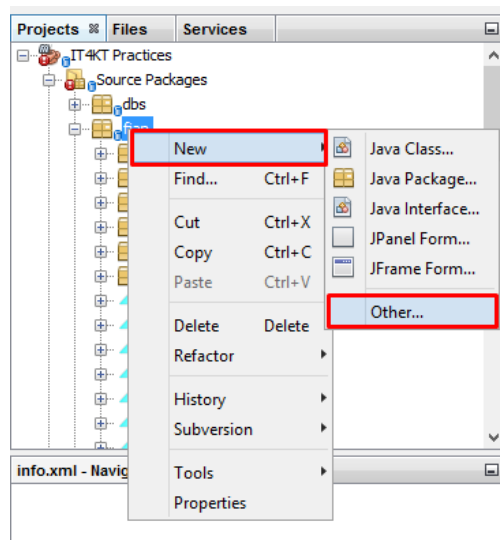 Projects Files Services
IT4KT Practices
Source Packages
dbs
New
Find... Ctrl+F
Cut Ctrl+X
Copy Ctrl+C
Paste Ctrl+V
Delete Delete
Refactor
History
Subversion
Tools
Properties
Java Class...
Java Package...
Java Interface...
JPanel Form...
JFrame Form...
Other...
info.xml - Navig